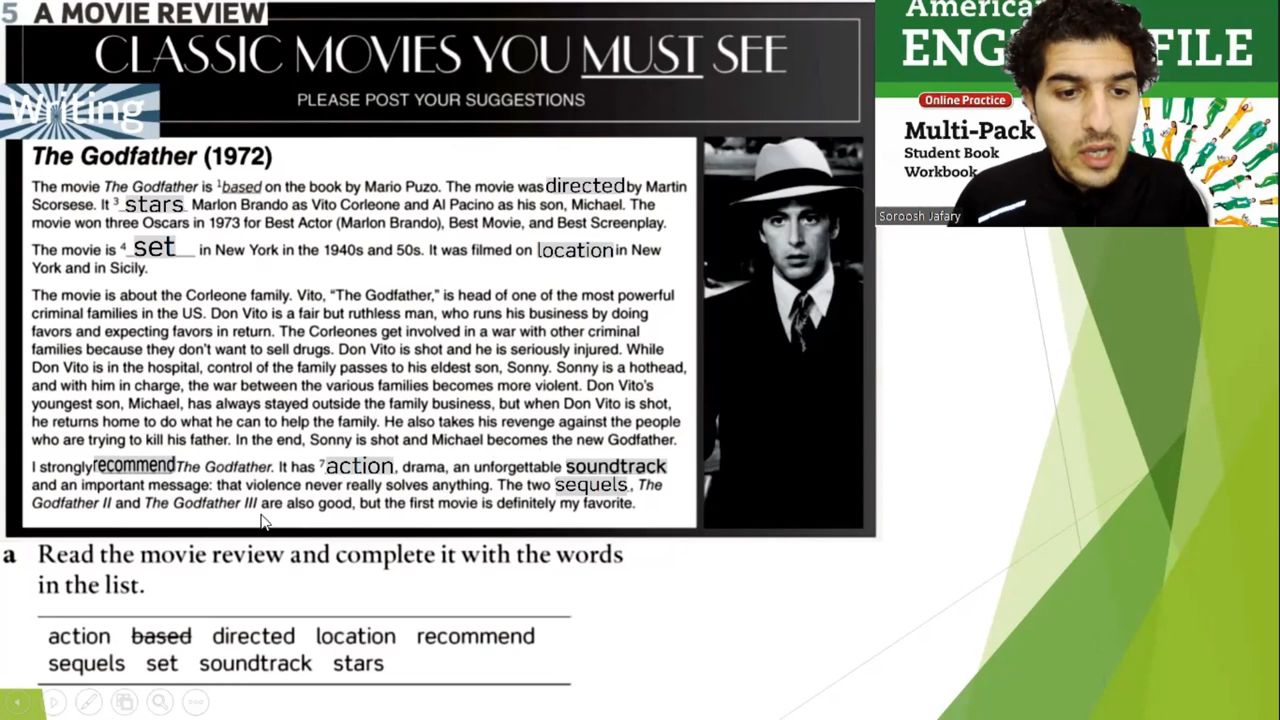 5 A MOVIE REVIEW
CLASSIC MOVIES YOU MUST SEE
PLEASE POST YOUR SUGGESTIONS
Writing
The Godfather (1972)
The movie The Godfather is 1 based on the book by Mario Puzo. The movie was directed by Martin
Scorsese. It 3 stars Marlon Brando as Vito Corleone and Al Pacino as his son, Michael. The
movie won three Oscars in 1973 for Best Actor (Marlon Brando), Best Movie, and Best Screenplay.
The movie is 4 set in New York in the 1940s and 50s. It was filmed on location in New
York and in Sicily.
The movie is about the Corleone family. Vito, “The Godfather,” is head of one of the most powerful
criminal families in the US. Don Vito is a fair but ruthless man, who runs his business by doing
favors and expecting favors in return. The Corleones get involved in a war with other criminal
families because they don’t want to sell drugs. Don Vito is shot and he is seriously injured. While
Don Vito is in the hospital, control of the family passes to his eldest son, Sonny. Sonny is a hothead,
and with him in charge, the war between the various families becomes more violent. Don Vito’s
youngest son, Michael, has always stayed outside the family business, but when Don Vito is shot,
he returns home to do what he can to help the family. He also takes his revenge against the people
who are trying to kill his father. In the end, Sonny is shot and Michael becomes the new Godfather.
I strongly recommend The Godfather. It has 7 action, drama, an unforgettable soundtrack
and an important message: that violence never really solves anything. The two sequels, The
Godfather II and The Godfather III are also good, but the first movie is definitely my favorite.
a Read the movie review and complete it with the words
in the list.
action based directed location recommend
sequels set soundtrack stars
America
ENG FILE
Online Practice
Multi-Pack
Student Book
Workbook
Soroosh Jafary